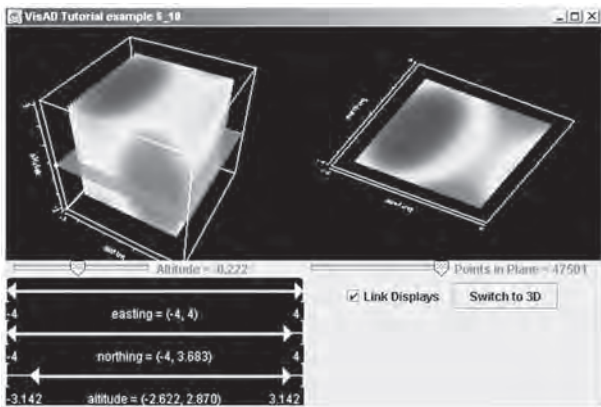 VisAD Tutorial example 5_10
Altitude = -0.222
Points in Plane = 47501
Link Displays
Switch to 3D
-4 easting = (-4, 4) 4
-4 northing = (-4, 3.683) 4
-3.142 altitude = (-2.622, 2.870) 3.142